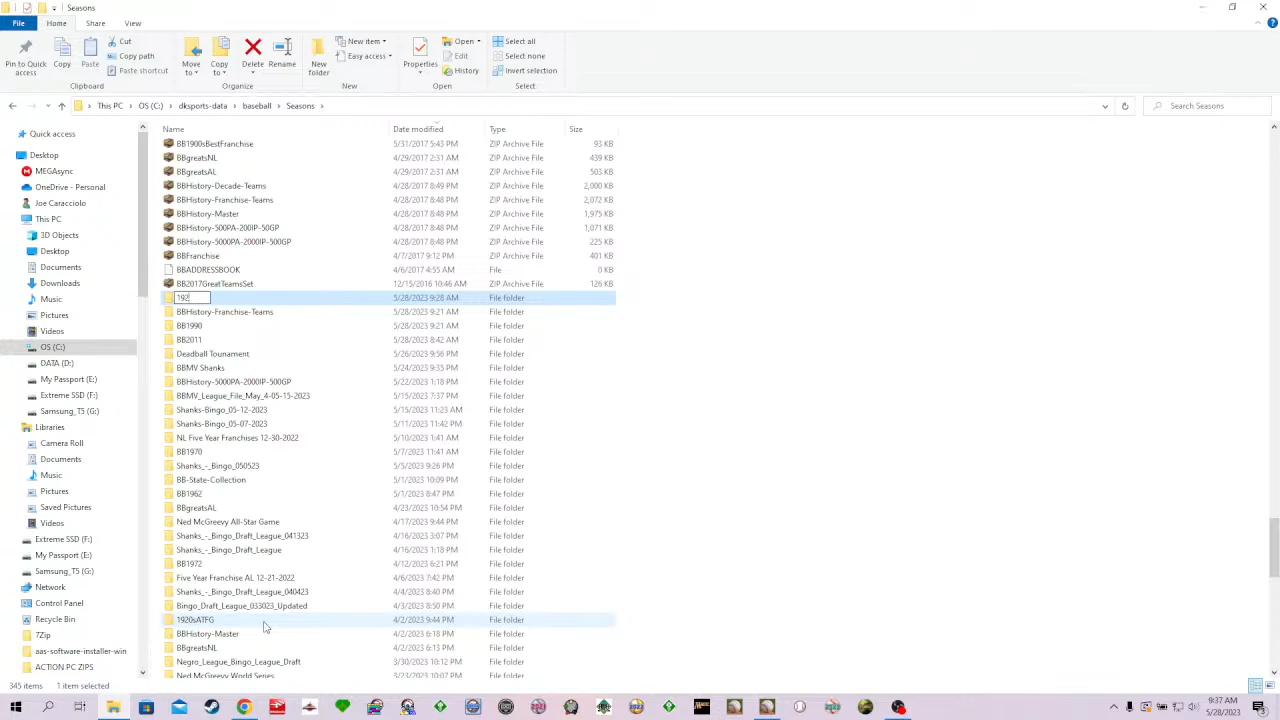 Seasons
File Home Share View
Pin to Quick access
Copy
Paste
Cut
Copy path
Paste shortcut
Clipboard
Move to
Copy to
Delete
Rename
Organize
New folder
New item
Easy access
New
Properties
Open
Edit
History
Open
Select all
Select none
Invert selection
Select
This PC > OS (C:) > dksports-data > baseball > Seasons >
Search Seasons
Quick access
Desktop
MEGAsync
OneDrive - Personal
Joe Caracciolo
This PC
3D Objects
Desktop
Documents
Downloads
Music
Pictures
Videos
OS (C:)
DATA (D:)
My Passport (E:)
Extreme SSD (F:)
Samsung_T5 (G:)
Libraries
Camera Roll
Documents
Music
Pictures
Saved Pictures
Videos
Extreme SSD (F:)
My Passport (E:)
Samsung_T5 (G:)
Network
Control Panel
Recycle Bin
7Zip
aas-software-installer-win
ACTION PC ZIPS
Name Date modified Type Size
BB1900sBestFranchise 5/31/2017 5:43 PM ZIP Archive File 93 KB
BBgreatsNL 4/29/2017 2:31 AM ZIP Archive File 439 KB
BBgreatsAL 4/29/2017 2:31 AM ZIP Archive File 503 KB
BBHistory-Decade-Teams 4/28/2017 8:49 PM ZIP Archive File 2,000 KB
BBHistory-Franchise-Teams 4/28/2017 8:48 PM ZIP Archive File 2,072 KB
BBHistory-Master 4/28/2017 8:48 PM ZIP Archive File 1,975 KB
BBHistory-500PA-200IP-50GP 4/28/2017 8:48 PM ZIP Archive File 1,071 KB
BBHistory-5000PA-2000IP-500GP 4/28/2017 8:48 PM ZIP Archive File 225 KB
BBFranchise 4/7/2017 9:12 PM ZIP Archive File 401 KB
BBADDRESSBOOK 4/6/2017 4:55 AM File 0 KB
BB2017GreatTeamsSet 12/15/2016 10:46 AM ZIP Archive File 126 KB
192 5/28/2023 9:28 AM File folder
BBHistory-Franchise-Teams 5/28/2023 9:21 AM File folder
BB1990 5/28/2023 9:21 AM File folder
BB2011 5/28/2023 8:42 AM File folder
Deadball Tounament 5/26/2023 9:56 PM File folder
BBMV Shanks 5/24/2023 9:35 PM File folder
BBHistory-5000PA-2000IP-500GP 5/22/2023 1:18 PM File folder
BBMV_League_File_May_4-05-15-2023 5/15/2023 7:37 PM File folder
Shanks-Bingo_05-12-2023 5/15/2023 11:23 AM File folder
Shanks-Bingo_05-07-2023 5/11/2023 11:42 PM File folder
NL Five Year Franchises 12-30-2022 5/10/2023 1:41 AM File folder
BB1970 5/7/2023 11:41 AM File folder
Shanks_-_Bingo_050523 5/5/2023 9:26 PM File folder
BB-State-Collection 5/1/2023 10:09 PM File folder
BB1962 5/1/2023 8:47 PM File folder
BBgreatsAL 4/23/2023 10:54 PM File folder
Ned McGreevy All-Star Game 4/17/2023 9:44 PM File folder
Shanks_-_Bingo_Draft_League_041323 4/16/2023 3:07 PM File folder
Shanks_-_Bingo_Draft_League 4/16/2023 1:18 PM File folder
BB1972 4/12/2023 6:21 PM File folder
Five Year Franchise AL 12-21-2022 4/6/2023 7:42 PM File folder
Shanks_-_Bingo_Draft_League_040423 4/4/2023 8:40 PM File folder
Bingo_Draft_League_033023_Updated 4/3/2023 8:50 PM File folder
1920sATFG 4/2/2023 9:44 PM File folder
BBHistory-Master 4/2/2023 6:18 PM File folder
BBgreatsNL 4/2/2023 6:13 PM File folder
Negro_League_Bingo_League_Draft 3/30/2023 10:12 PM File folder
Ned McGreevy World Series 3/23/2023 10:07 PM File folder
345 items 1 item selected
9:37 AM
5/28/2023